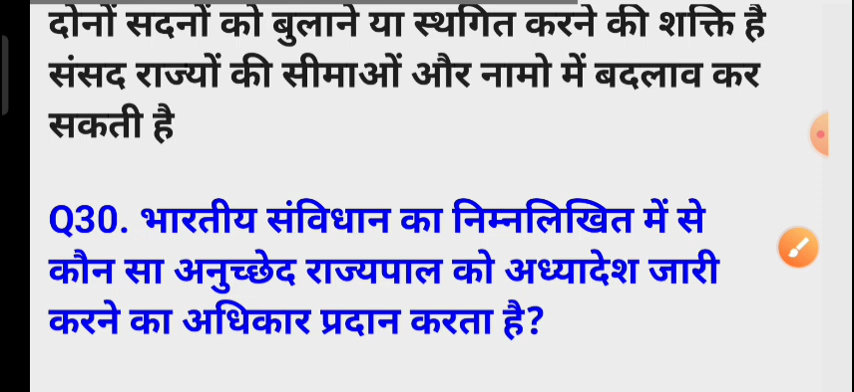 दोनों सदनों को बुलाने या स्थगित करने की शक्ति है
संसद राज्यों की सीमाओं और नामो में बदलाव कर
सकती है
Q30. भारतीय संविधान का निम्नलिखित में से
कौन सा अनुच्छेद राज्यपाल को अध्यादेश जारी
करने का अधिकार प्रदान करता है?